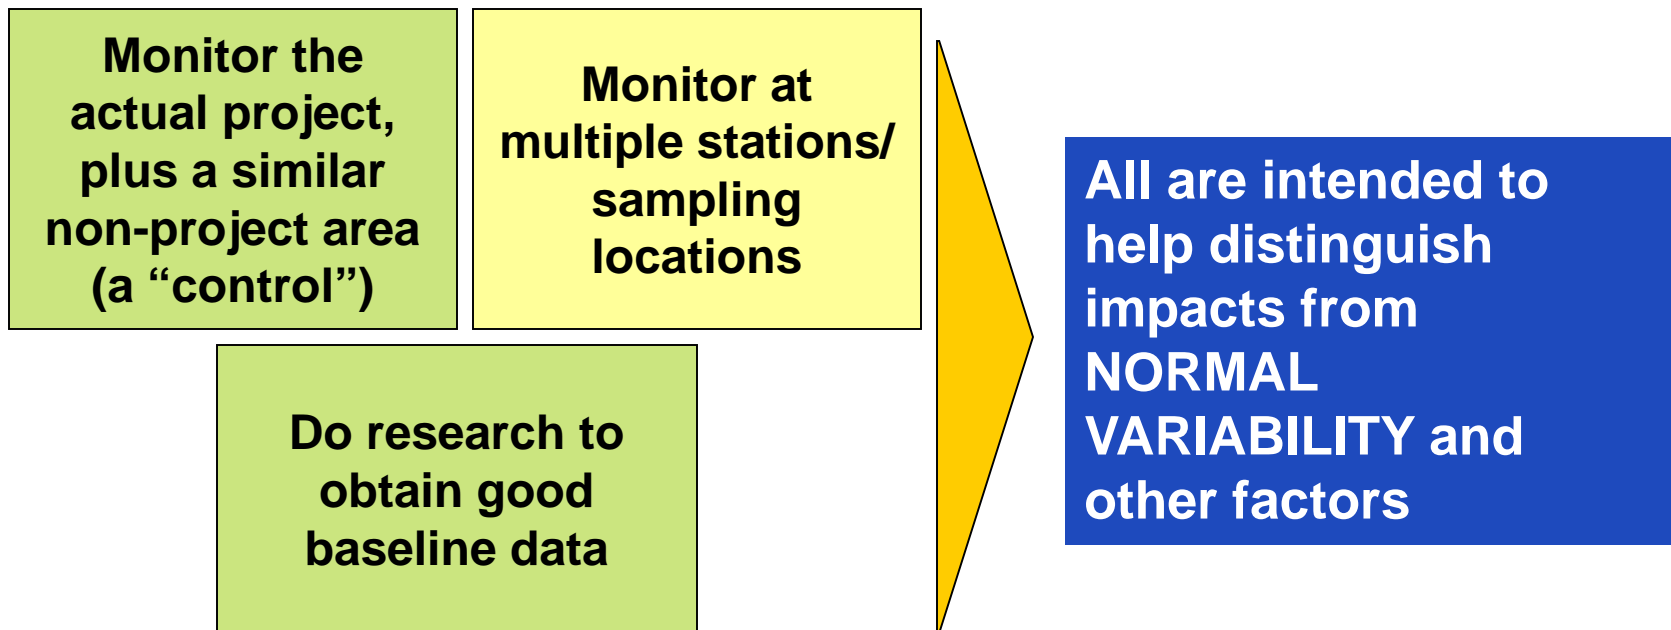 Monitor the
actual project,
plus a similar
non-project area
(a “control”)
Monitor at
multiple stations/
sampling
locations
Do research to
obtain good
baseline data
All are intended to
help distinguish
impacts from
NORMAL
VARIABILITY and
other factors